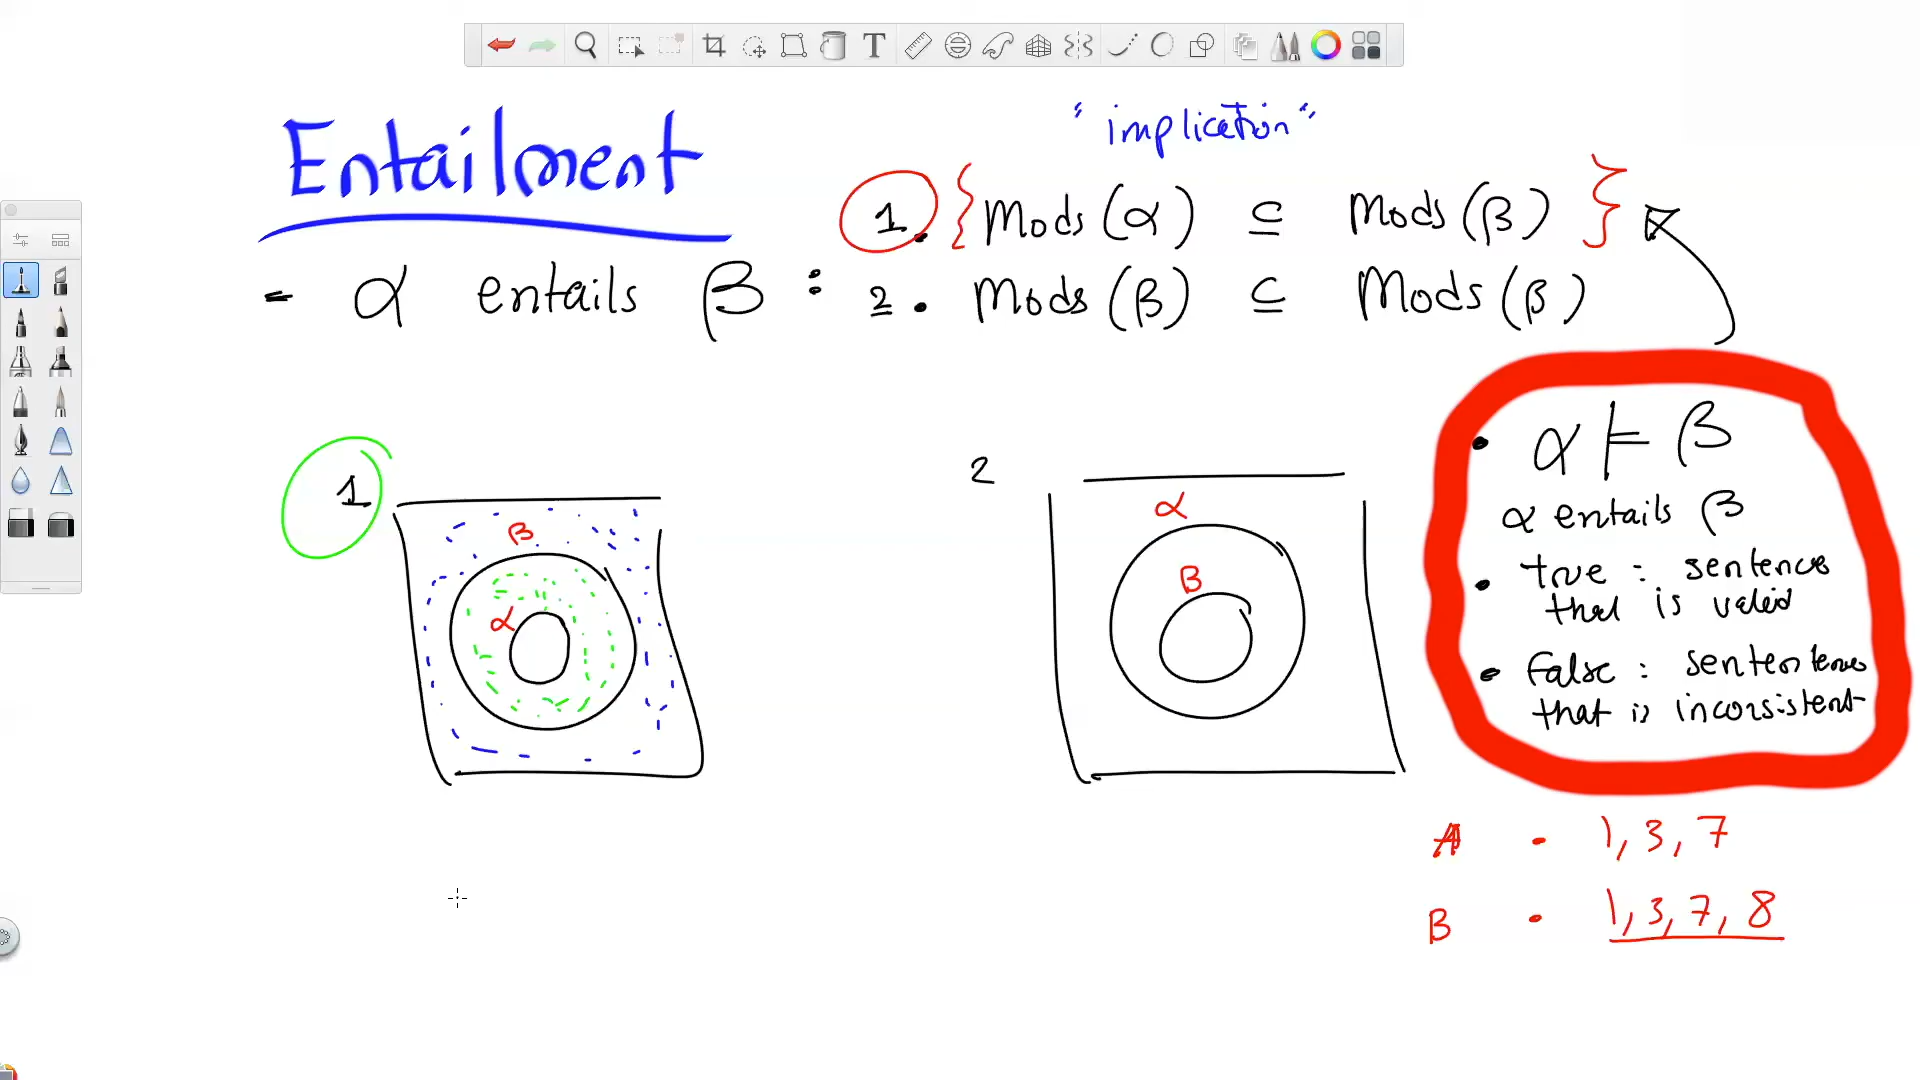 Entailment
"implication"
1. { Mods(α) ⊆ Mods(β) }
- α entails β : 2. Mods(β) ⊆ Mods(β)
1
β
α
2
α
B
• α ⊨ β
α entails β
• true : sentence
that is valid
• False : sententenes
that is inconsistent
A • 1, 3, 7
B • 1, 3, 7, 8